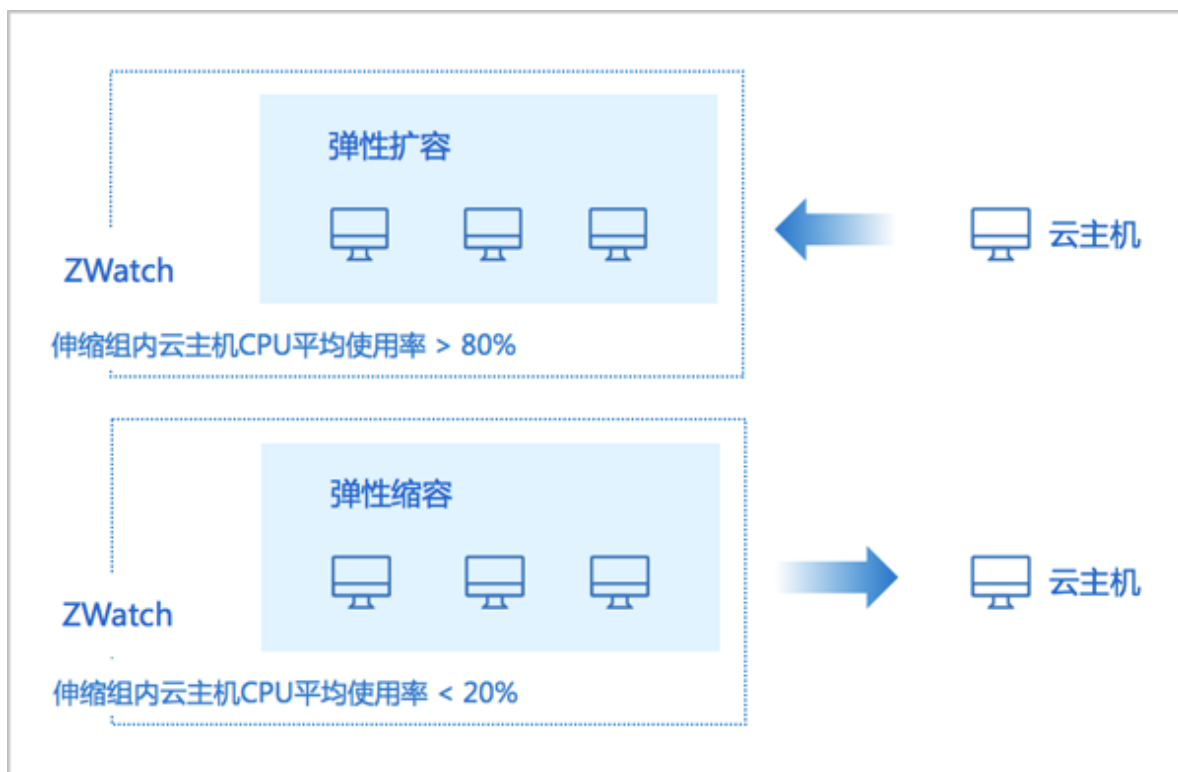 弹性扩容
云主机
ZWatch
伸缩组内云主机CPU平均使用率 > 80%
弹性缩容
云主机
ZWatch
伸缩组内云主机CPU平均使用率 < 20%